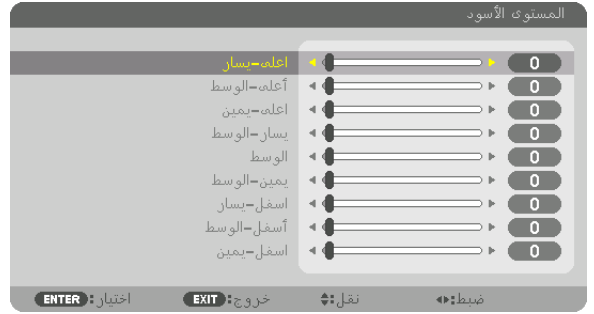 المستوى الأسود
اعلى-يسار 0
أعلى-الوسط 0
اعلى-يمين 0
يسار-الوسط 0
الوسط 0
يمين-الوسط 0
اسفل-يسار 0
أسفل-الوسط 0
اسفل-يمين 0
ENTER: اختيار EXIT: خروج نقل: ضبط: